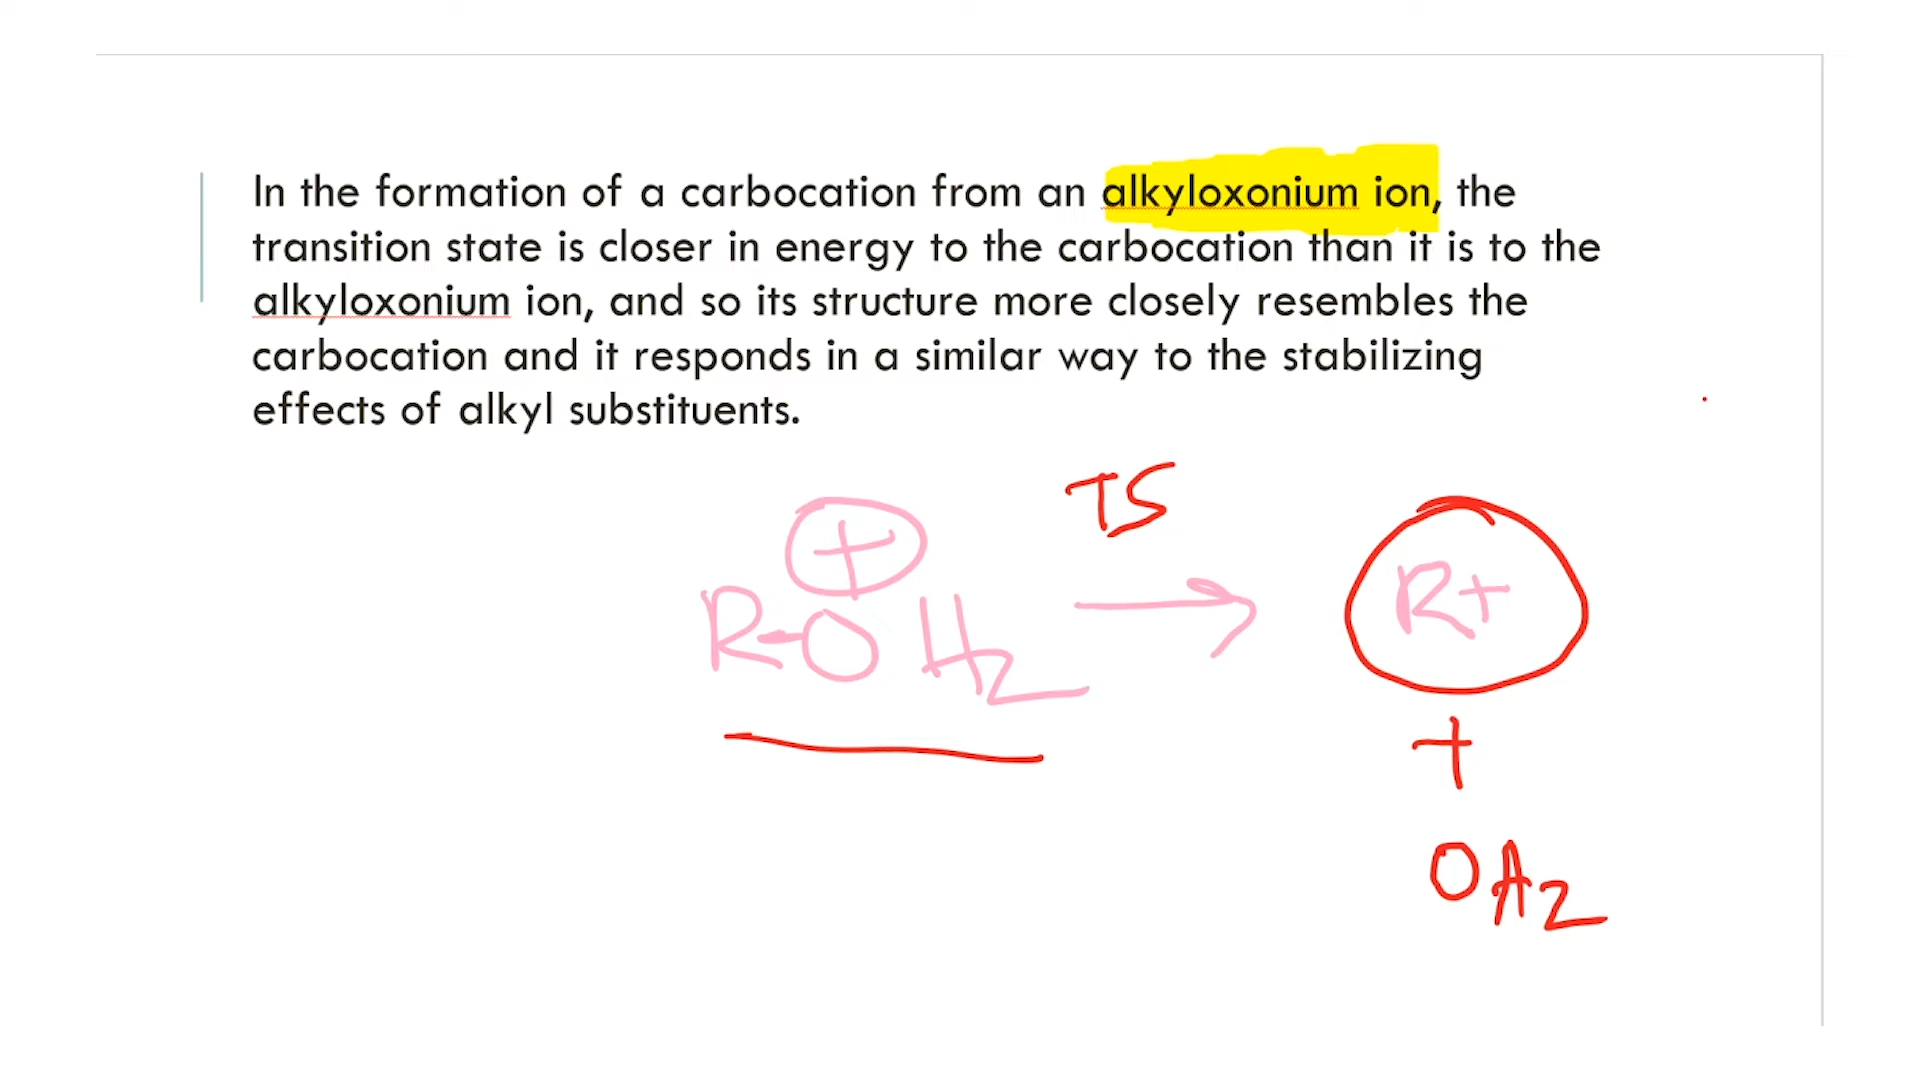 In the formation of a carbocation from an alkyloxonium ion, the
transition state is closer in energy to the carbocation than it is to the
alkyloxonium ion, and so its structure more closely resembles the
carbocation and it responds in a similar way to the stabilizing
effects of alkyl substituents.
TS
+
R-OH2
R+
+
OH2